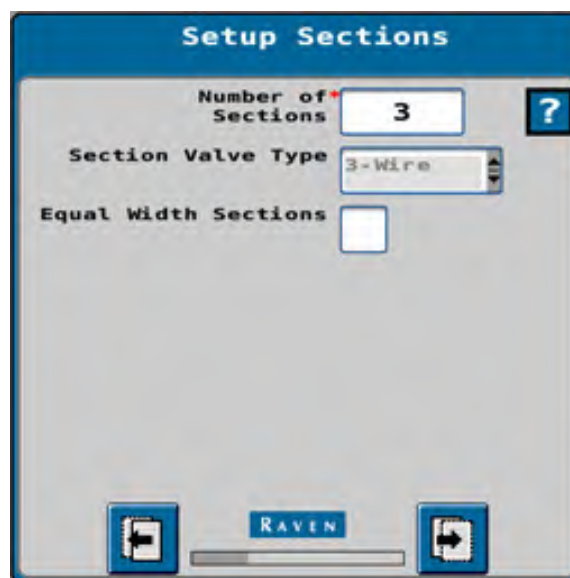 Setup Sections
Number of*
Sections
3
?
Section Valve Type
3-Wire
Equal Width Sections
RAVEN